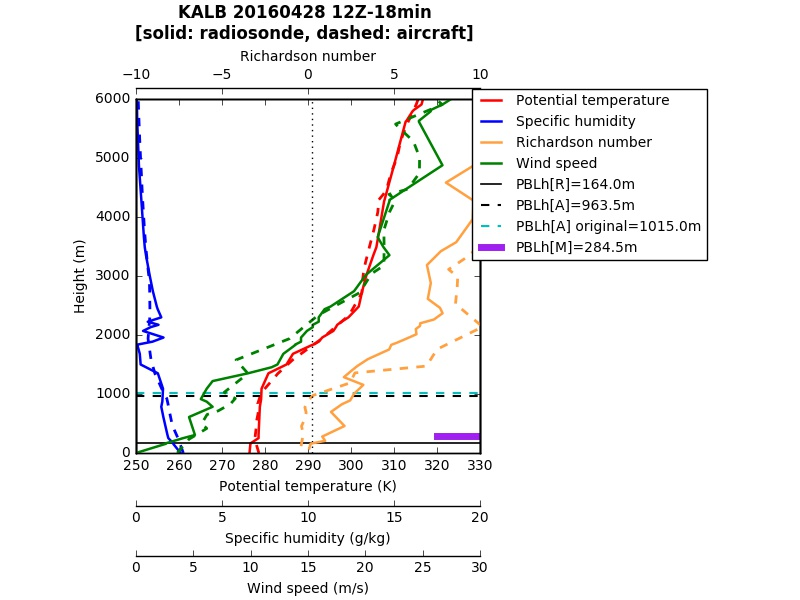 KALB 20160428 12Z-18min
[solid: radiosonde, dashed: aircraft]
Richardson number
−10 −5 0 5 10
Potential temperature
Specific humidity
Richardson number
Wind speed
PBLh[R]=164.0m
PBLh[A]=963.5m
PBLh[A] original=1015.0m
PBLh[M]=284.5m
Height (m)
6000
5000
4000
3000
2000
1000
0
250 260 270 280 290 300 310 320 330
Potential temperature (K)
0 5 10 15 20
Specific humidity (g/kg)
0 5 10 15 20 25 30
Wind speed (m/s)